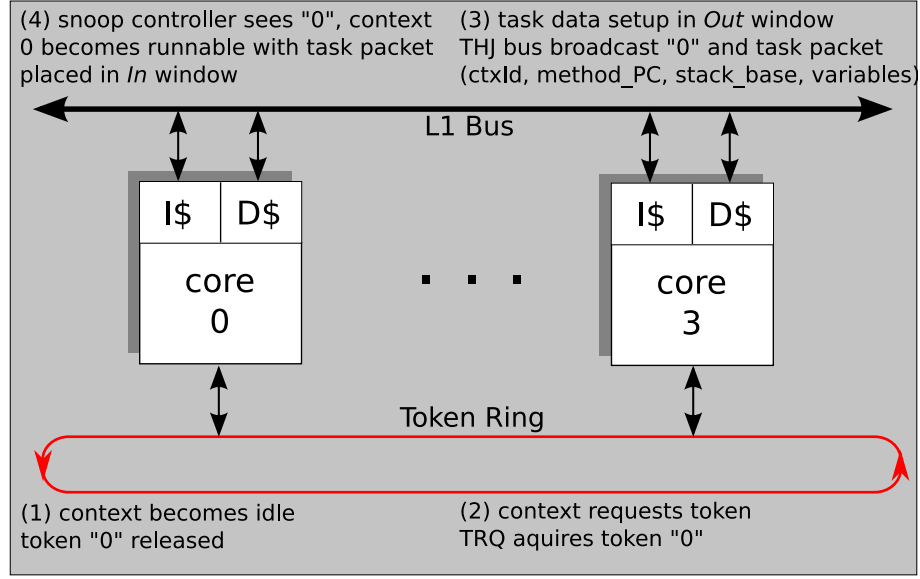 (4) snoop controller sees "0", context
0 becomes runnable with task packet
placed in In window
(3) task data setup in Out window
THJ bus broadcast "0" and task packet
(ctxId, method_PC, stack_base, variables)
L1 Bus
I$ D$
core
0
. . .
I$ D$
core
3
Token Ring
(1) context becomes idle
token "0" released
(2) context requests token
TRQ aquires token "0"